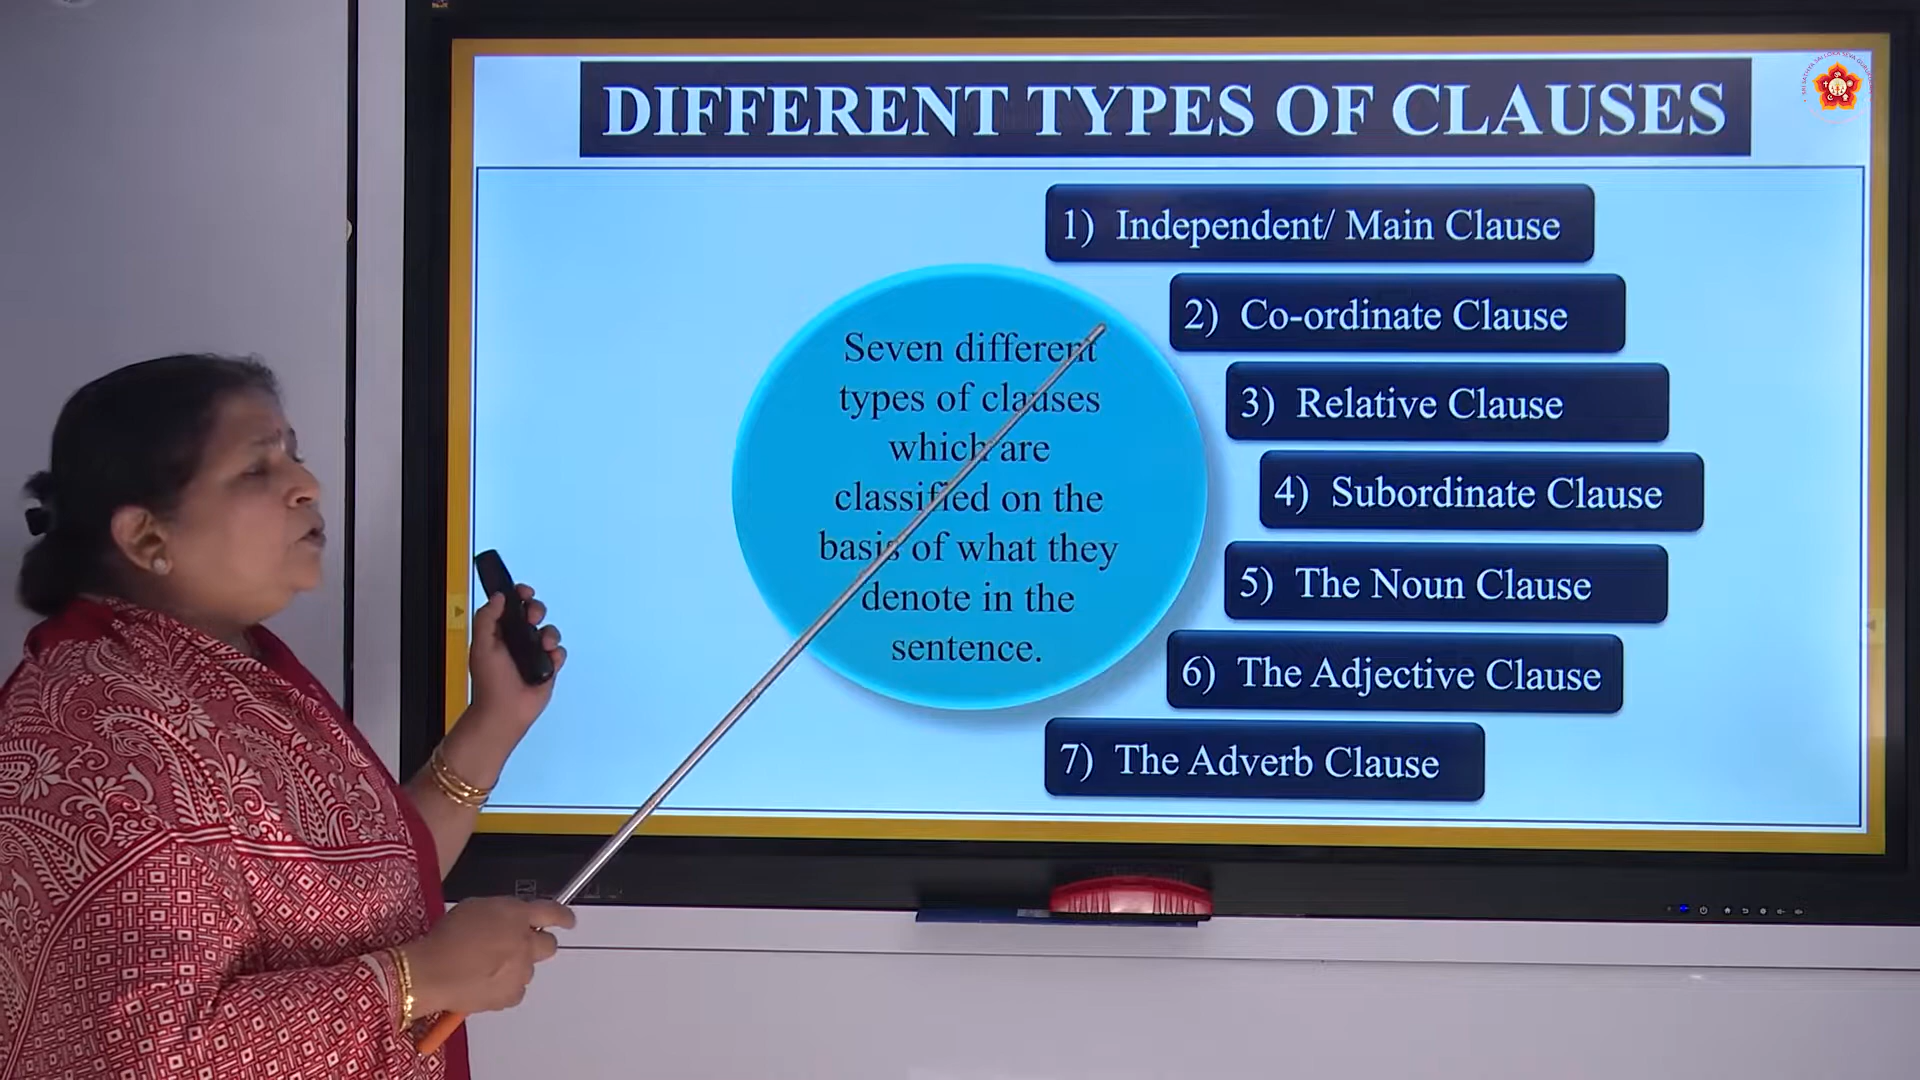 DIFFERENT TYPES OF CLAUSES
Seven different
types of clauses
which are
classified on the
basis of what they
denote in the
sentence.
1) Independent/ Main Clause
2) Co-ordinate Clause
3) Relative Clause
4) Subordinate Clause
5) The Noun Clause
6) The Adjective Clause
7) The Adverb Clause